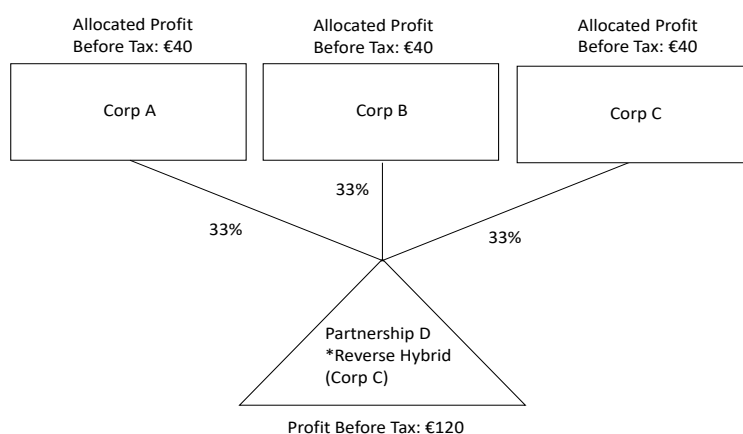 Allocated Profit
Before Tax: €40
Allocated Profit
Before Tax: €40
Allocated Profit
Before Tax: €40
Corp A
Corp B
Corp C
33%
33%
33%
Partnership D
*Reverse Hybrid
(Corp C)
Profit Before Tax: €120